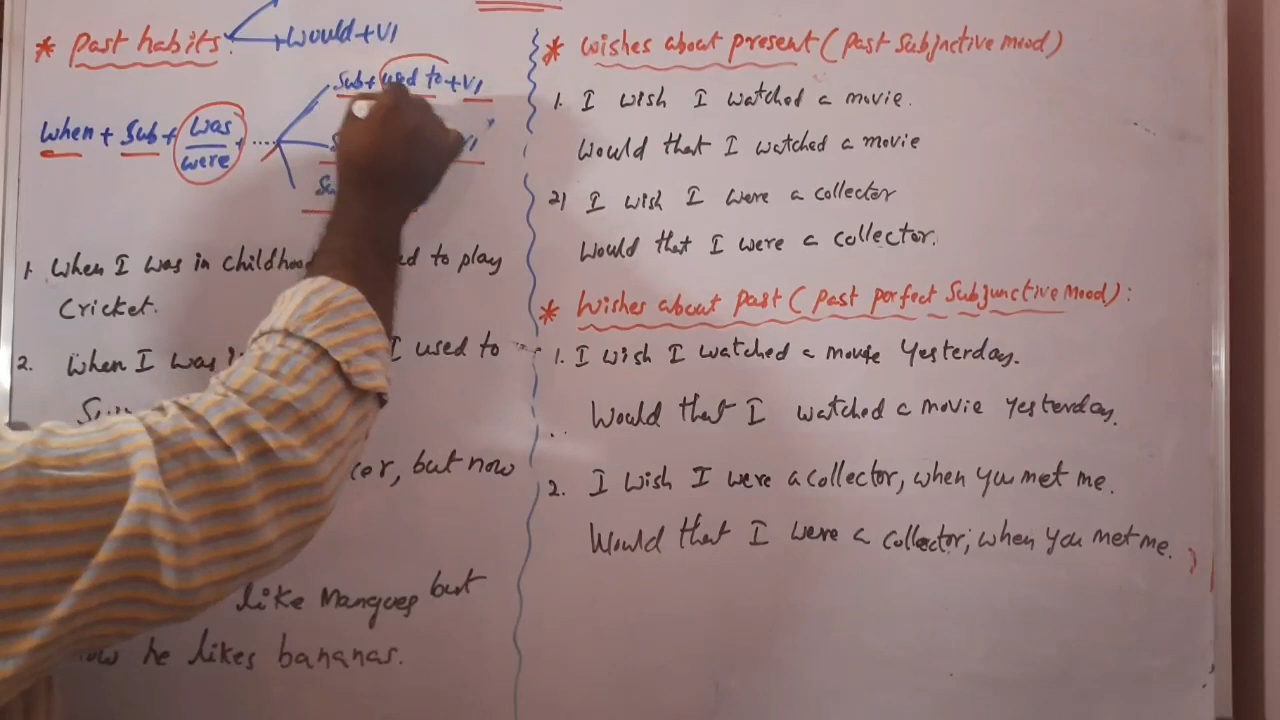 * Past habits
would + V1
Sub + used to + V1
When + Sub + was/were + ....
1. When I was in childhood to play
Cricket.
2. When I was I used to
but now
like Mangoes but
now he likes bananas.
* Wishes about present (Past Subjnctive mood)
1. I wish I watched a movie.
Would that I watched a movie
2) I wish I were a collector
Would that I were a collector.
* Wishes about Past (Past perfect Subjunctive Mood) :
1. I wish I watched a movie yesterday.
Would that I watched a movie yesterday.
2. I wish I were a collector, when you met me.
Would that I were a collector, when you met me.